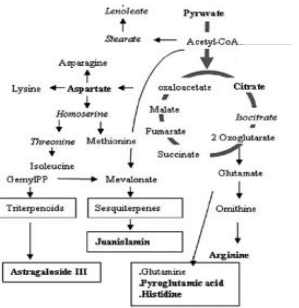 Lenoleate Pyruvate
Stearate Acetyl-CoA
Asparagine
Lysine Aspartate oxaloacetate Citrate
Homoserine Malate Isocitrate
Threonine Methionine Fumarate 2 Oxoglutarate
Isoleucine Succinate
GernylPP Mevalonate Glutamate
Triterpenoids Sesquiterpenes Ornithine
Juanislamin
Arginine
Astragaloside III
.Glutamine
.Pyroglutamic acid
.Histidine